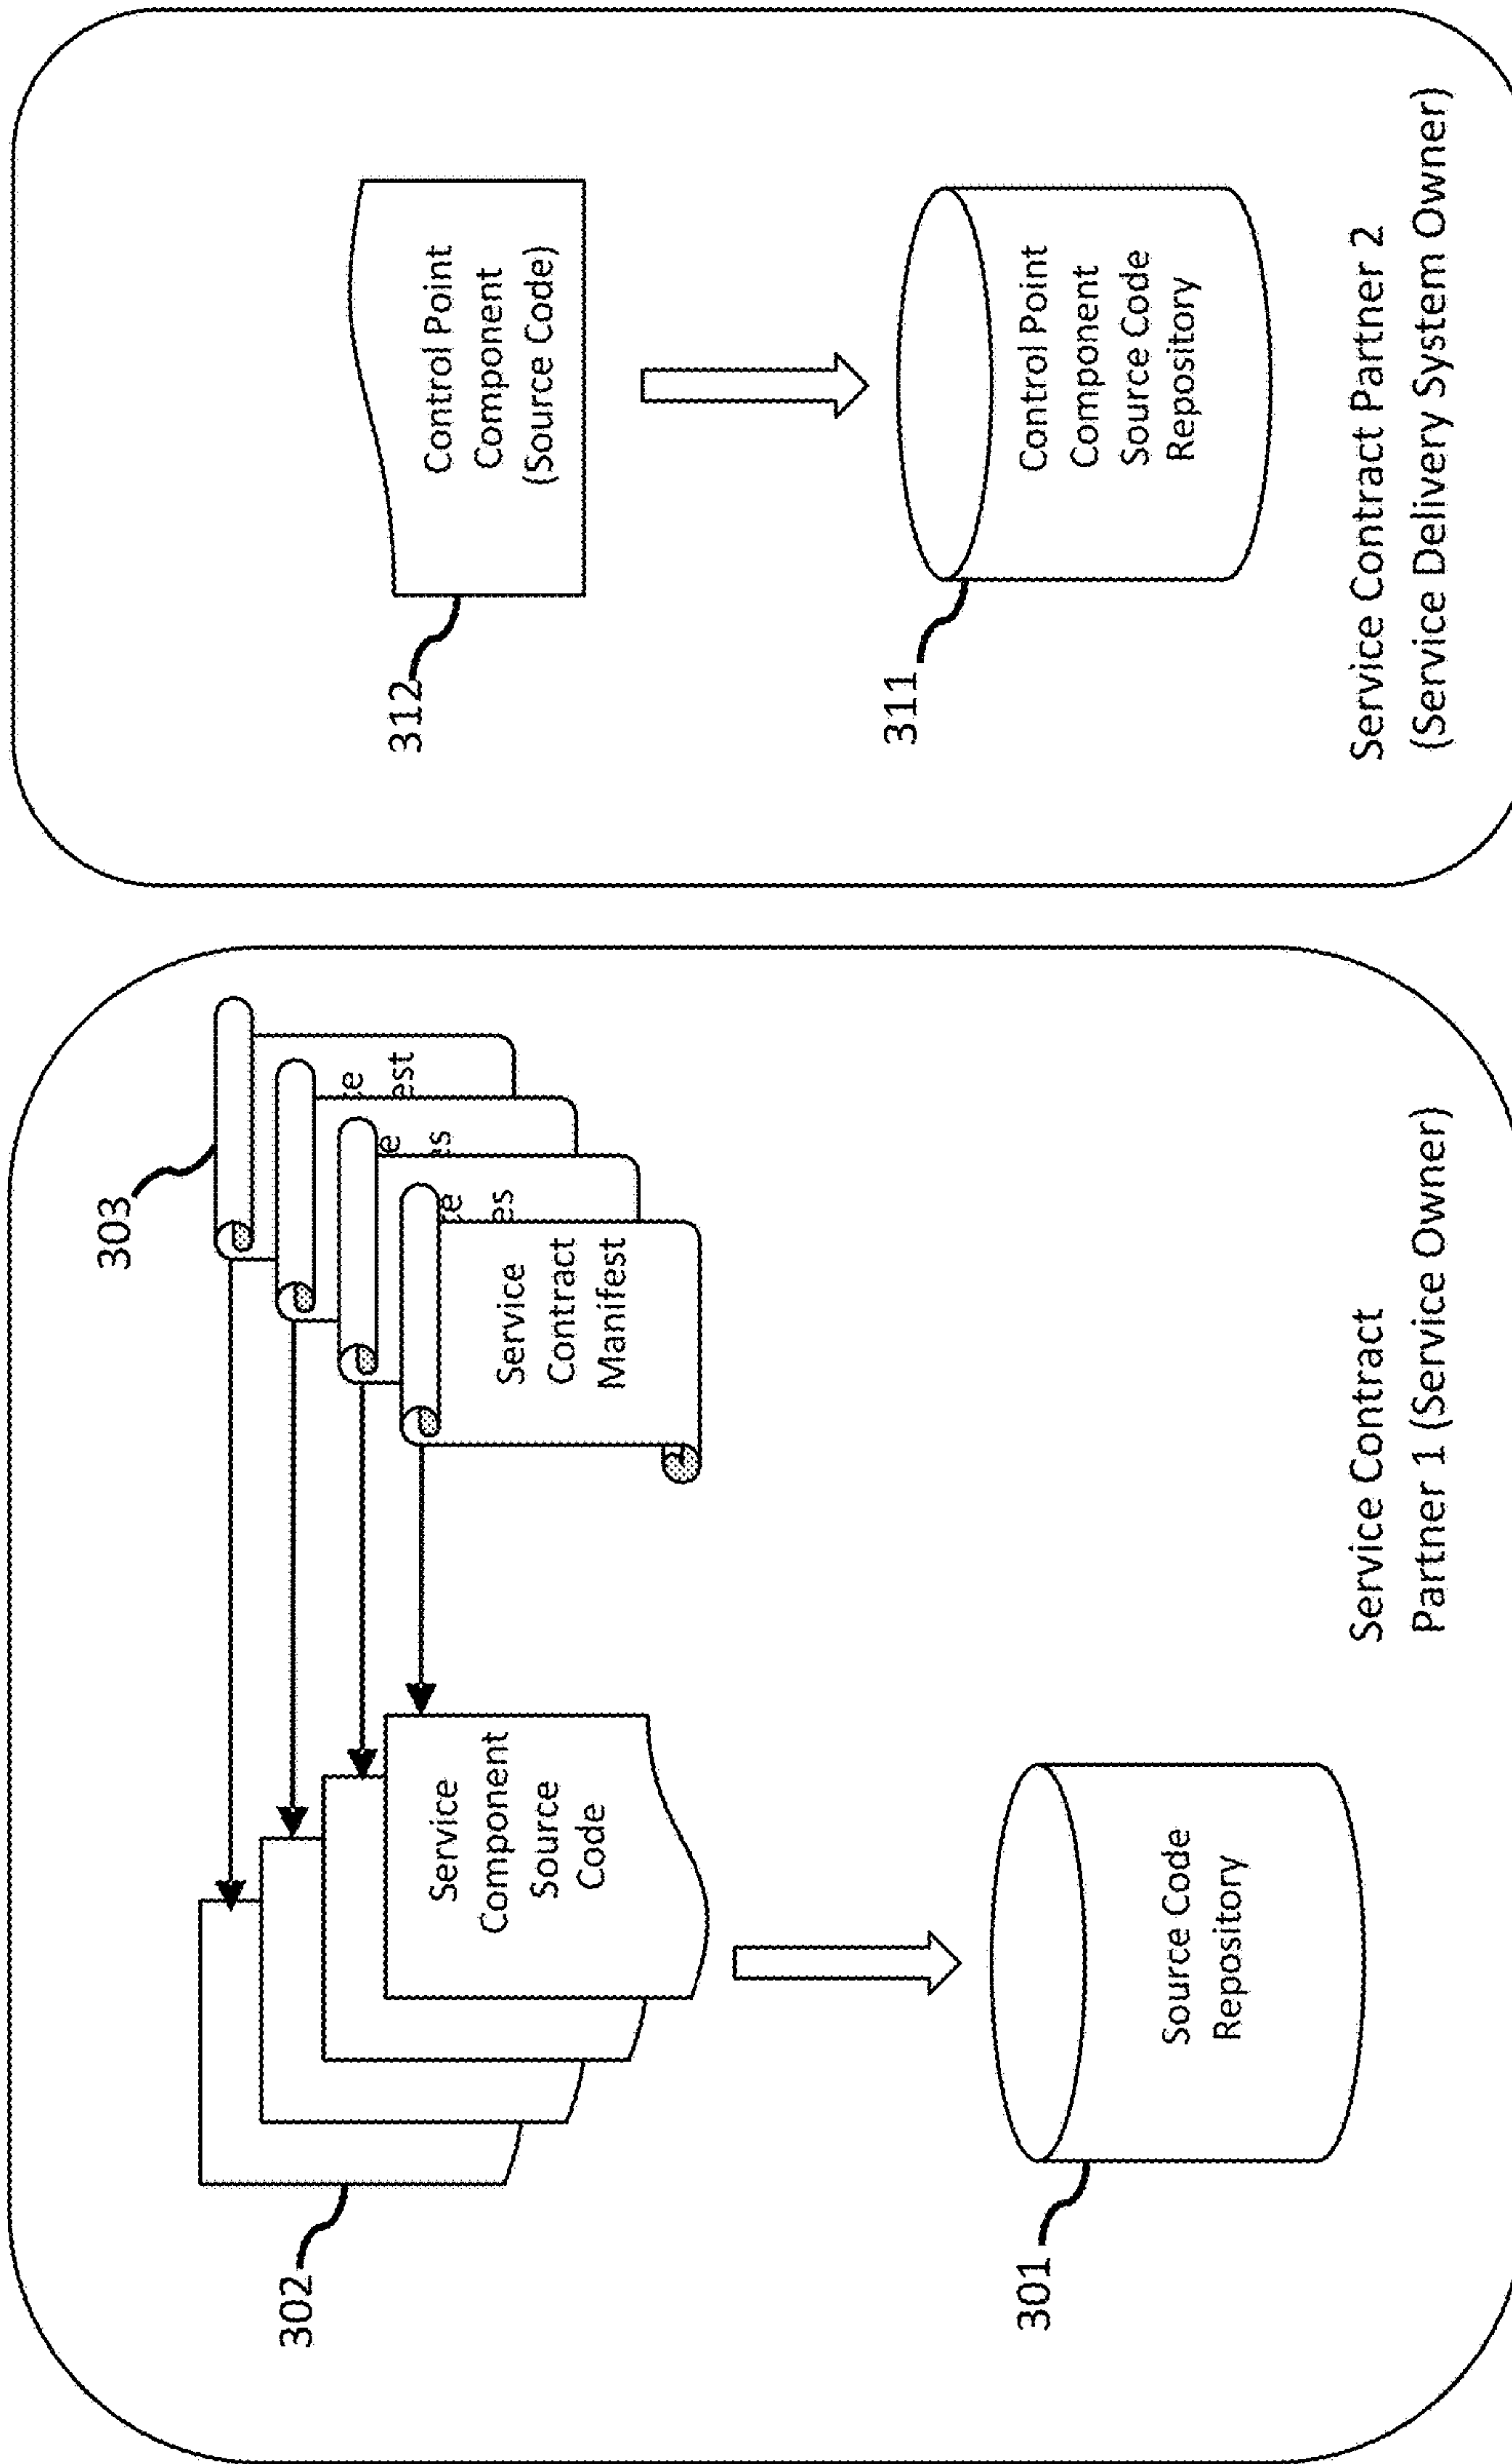 302
Service
Component
Source
Code
303
Service
Contract
Manifest
e
es
e
s
e
est
301
Source Code
Repository
Service Contract
Partner 1 (Service Owner)
312
Control Point
Component
(Source Code)
311
Control Point
Component
Source Code
Repository
Service Contract Partner 2
(Service Delivery System Owner)